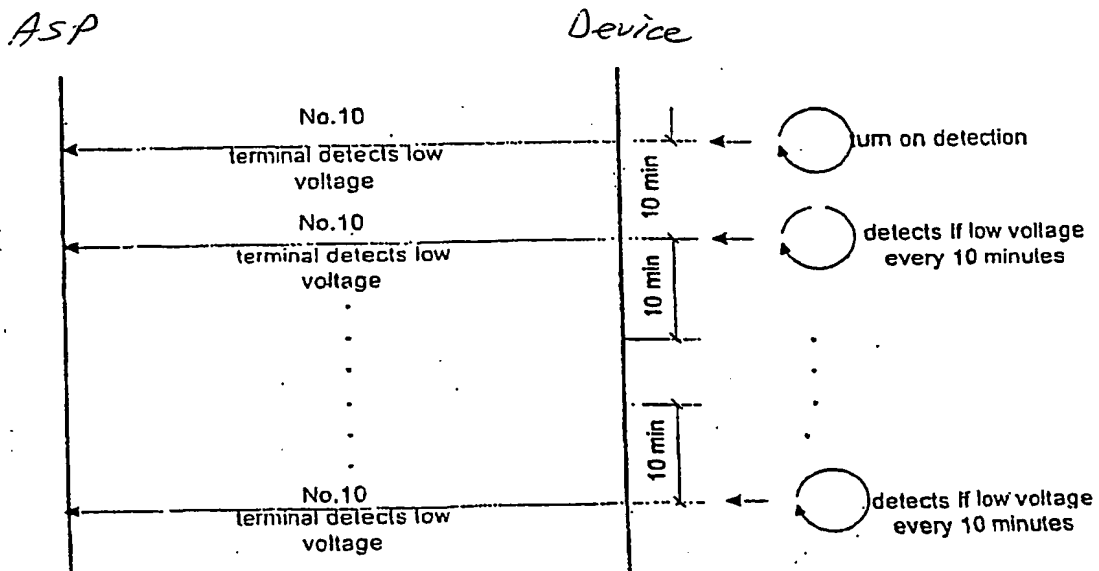 ASP
Device
No.10
terminal detects low
voltage
10 min
turn on detection
No.10
terminal detects low
voltage
10 min
detects if low voltage
every 10 minutes
10 min
No.10
terminal detects low
voltage
detects if low voltage
every 10 minutes